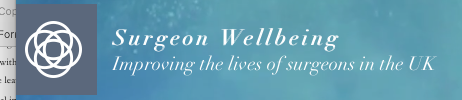 Surgeon Wellbeing
Improving the lives of surgeons in the UK